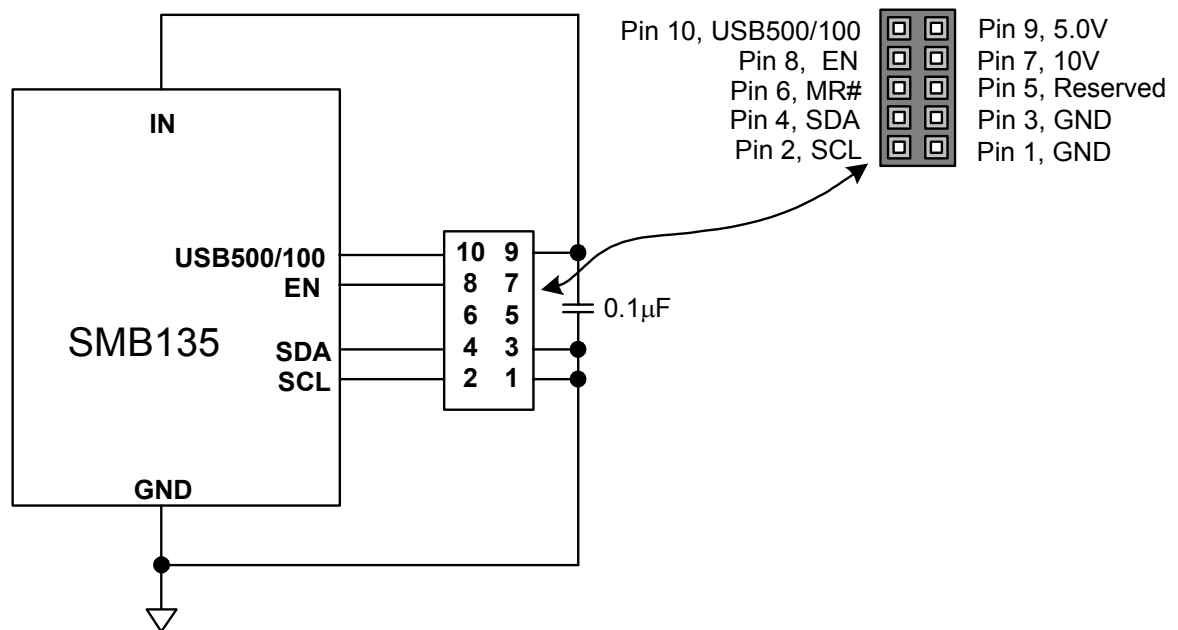 Pin 10, USB500/100
Pin 9, 5.0V
Pin 8, EN
Pin 7, 10V
Pin 6, MR#
Pin 5, Reserved
Pin 4, SDA
Pin 3, GND
Pin 2, SCL
Pin 1, GND
IN
USB500/100
10 9
EN
8 7
6 5
0.1µF
SMB135
SDA
4 3
SCL
2 1
GND